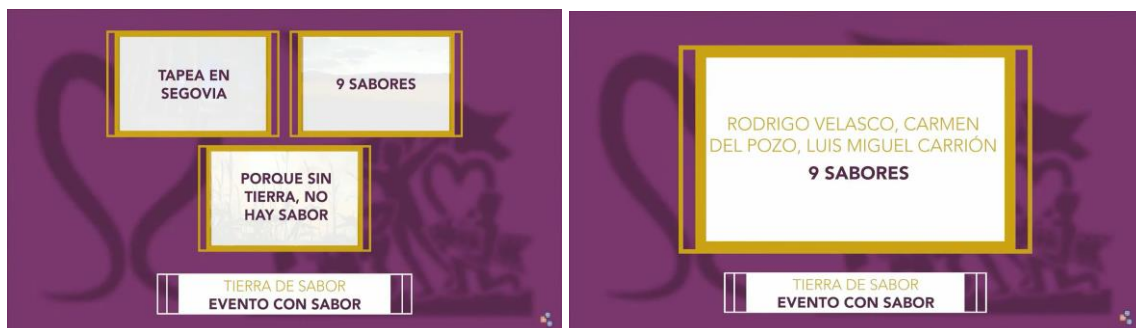 TAPEA EN
SEGOVIA
9 SABORES
PORQUE SIN
TIERRA, NO
HAY SABOR
TIERRA DE SABOR
EVENTO CON SABOR
RODRIGO VELASCO, CARMEN
DEL POZO, LUIS MIGUEL CARRIÓN
9 SABORES
TIERRA DE SABOR
EVENTO CON SABOR